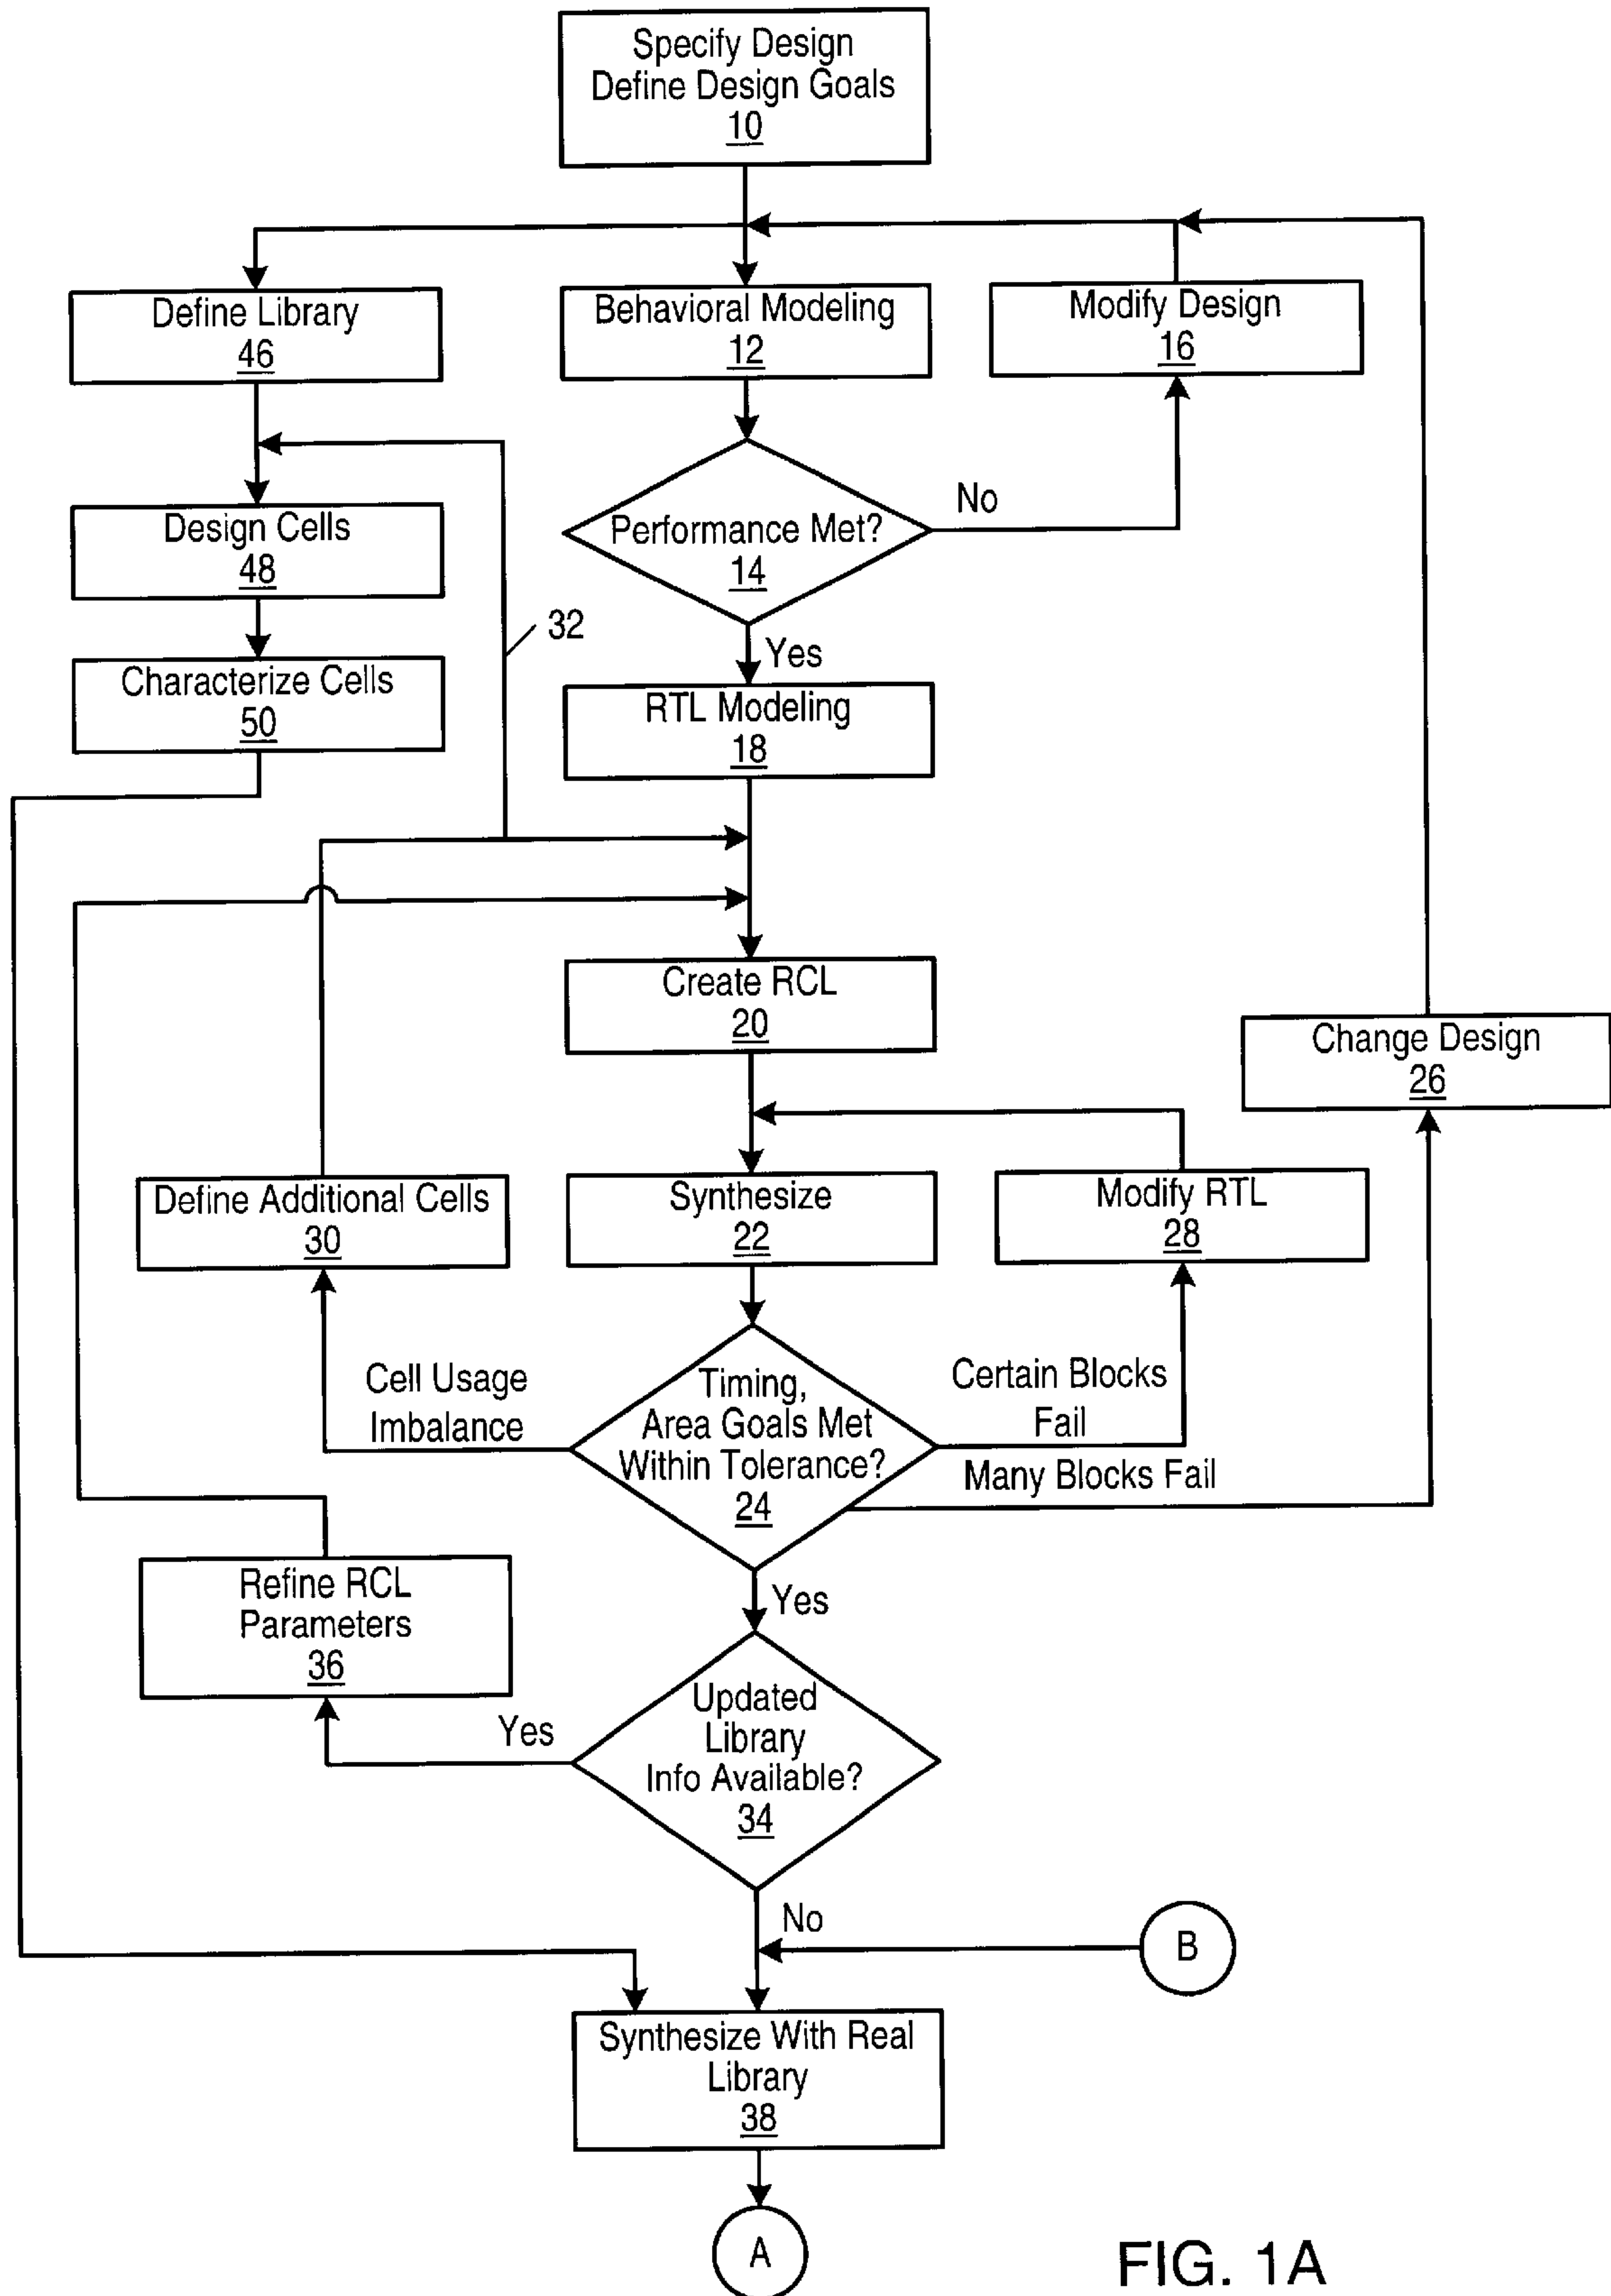 Specify Design
Define Design Goals
10
Define Library
46
Behavioral Modeling
12
Modify Design
16
Design Cells
48
Performance Met?
14
No
32
Yes
Characterize Cells
50
RTL Modeling
18
Create RCL
20
Change Design
26
Define Additional Cells
30
Synthesize
22
Modify RTL
28
Cell Usage
Imbalance
Timing,
Area Goals Met
Within Tolerance?
24
Certain Blocks
Fail
Many Blocks Fail
Refine RCL
Parameters
36
Yes
Yes
Updated
Library
Info Available?
34
No
B
Synthesize With Real
Library
38
A
FIG. 1A